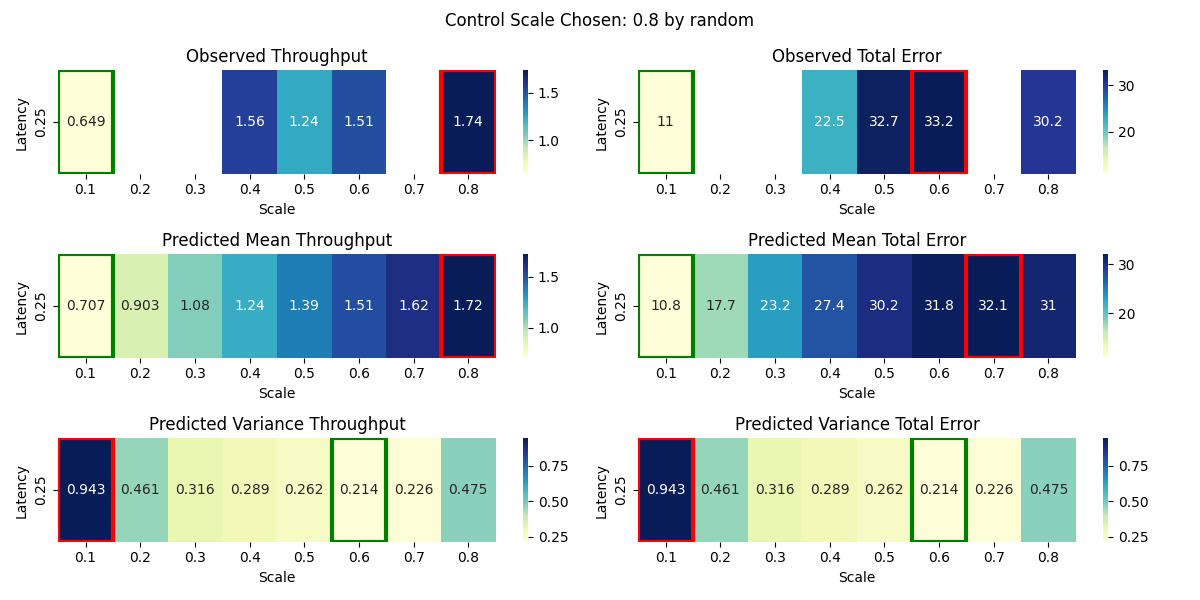 Control Scale Chosen: 0.8 by random
Observed Throughput
Latency
0.25
0.649 1.56 1.24 1.51 1.74
0.1 0.2 0.3 0.4 0.5 0.6 0.7 0.8
Scale
1.5
1.0
Observed Total Error
Latency
0.25
11 22.5 32.7 33.2 30.2
0.1 0.2 0.3 0.4 0.5 0.6 0.7 0.8
Scale
30
20
Predicted Mean Throughput
Latency
0.25
0.707 0.903 1.08 1.24 1.39 1.51 1.62 1.72
0.1 0.2 0.3 0.4 0.5 0.6 0.7 0.8
Scale
1.5
1.0
Predicted Mean Total Error
Latency
0.25
10.8 17.7 23.2 27.4 30.2 31.8 32.1 31
0.1 0.2 0.3 0.4 0.5 0.6 0.7 0.8
Scale
30
20
Predicted Variance Throughput
Latency
0.25
0.943 0.461 0.316 0.289 0.262 0.214 0.226 0.475
0.1 0.2 0.3 0.4 0.5 0.6 0.7 0.8
Scale
0.75
0.50
0.25
Predicted Variance Total Error
Latency
0.25
0.943 0.461 0.316 0.289 0.262 0.214 0.226 0.475
0.1 0.2 0.3 0.4 0.5 0.6 0.7 0.8
Scale
0.75
0.50
0.25